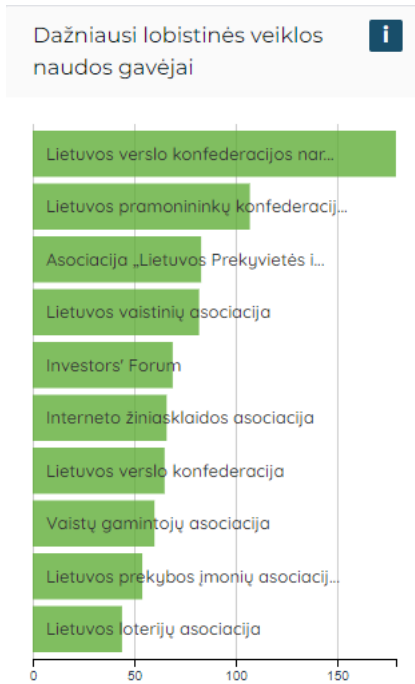 Dažniausi lobistinės veiklos
naudos gavėjai
i
Lietuvos verslo konfederacijos nar...
Lietuvos pramonininkų konfederacij...
Asociacija „Lietuvos Prekyvietės i...
Lietuvos vaistinių asociacija
Investors' Forum
Interneto žiniasklaidos asociacija
Lietuvos verslo konfederacija
Vaistų gamintojų asociacija
Lietuvos prekybos įmonių asociacij...
Lietuvos loterijų asociacija
0 50 100 150